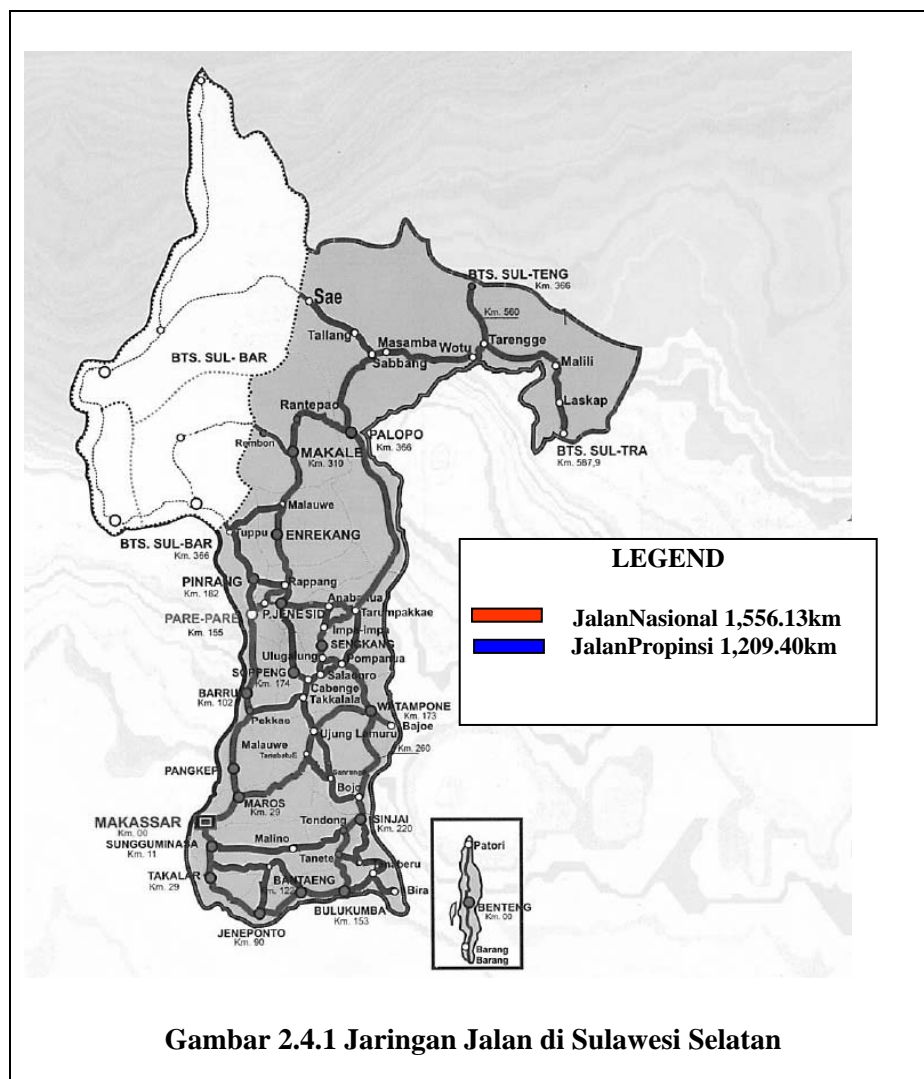 BTS. SUL-TENG
Km. 366
Sae
Km. 560
Tallang
Masamba
Wotu
Tarengge
BTS. SUL- BAR
Sabbang
Malili
Laskap
Rantepao
PALOPO
Km. 366
Rembon
MAKALE
Km. 310
BTS. SUL-TRA
Km. 567,9
Malauwe
Tuppu
ENREKANG
BTS. SUL-BAR
Km. 366
PINRANG
Km. 182
Rappang
PARE-PARE
Km. 155
P.JENE SID
Anabanua
Tarumpakkae
Impa-impa
SENGKANG
Ulugalung
Pompanua
SOPPENG
Km. 174
Salaonro
Cabenge
BARRU
Km. 102
Takkalala
WATAMPONE
Km. 173
Pekkae
Bajoe
Malauwe
Ujung Lamuru
Km. 260
PANGKEP
Bojo
MAROS
Km. 29
MAKASSAR
Km. 00
Tondong
SINJAI
Km. 220
SUNGGUMINASA
Km. 11
Malino
Tanete
TAKALAR
Km. 29
BANTAENG
Km. 122
Bira
BULUKUMBA
Km. 153
JENEPONTO
Km. 90
Patori
BENTENG
Km. 00
Barang
Barang
LEGEND
JalanNasional 1,556.13km
JalanPropinsi 1,209.40km
Gambar 2.4.1 Jaringan Jalan di Sulawesi Selatan